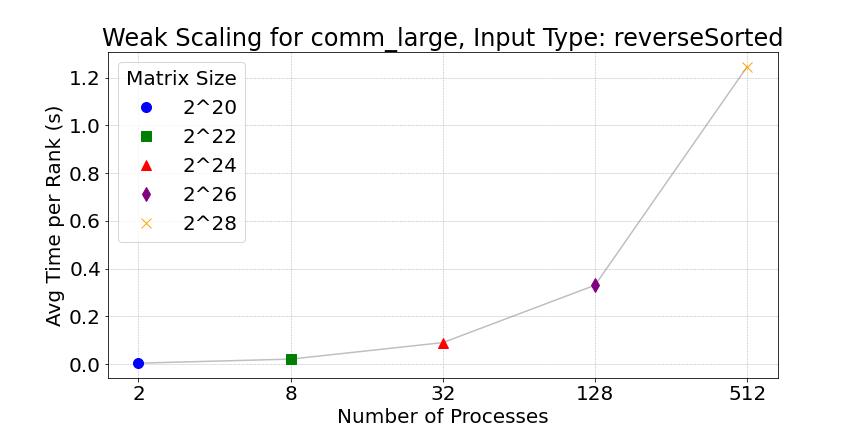 Weak Scaling for comm_large, Input Type: reverseSorted
Avg Time per Rank (s)
1.2
1.0
0.8
0.6
0.4
0.2
0.0
Matrix Size
2^20
2^22
2^24
2^26
2^28
2 8 32 128 512
Number of Processes